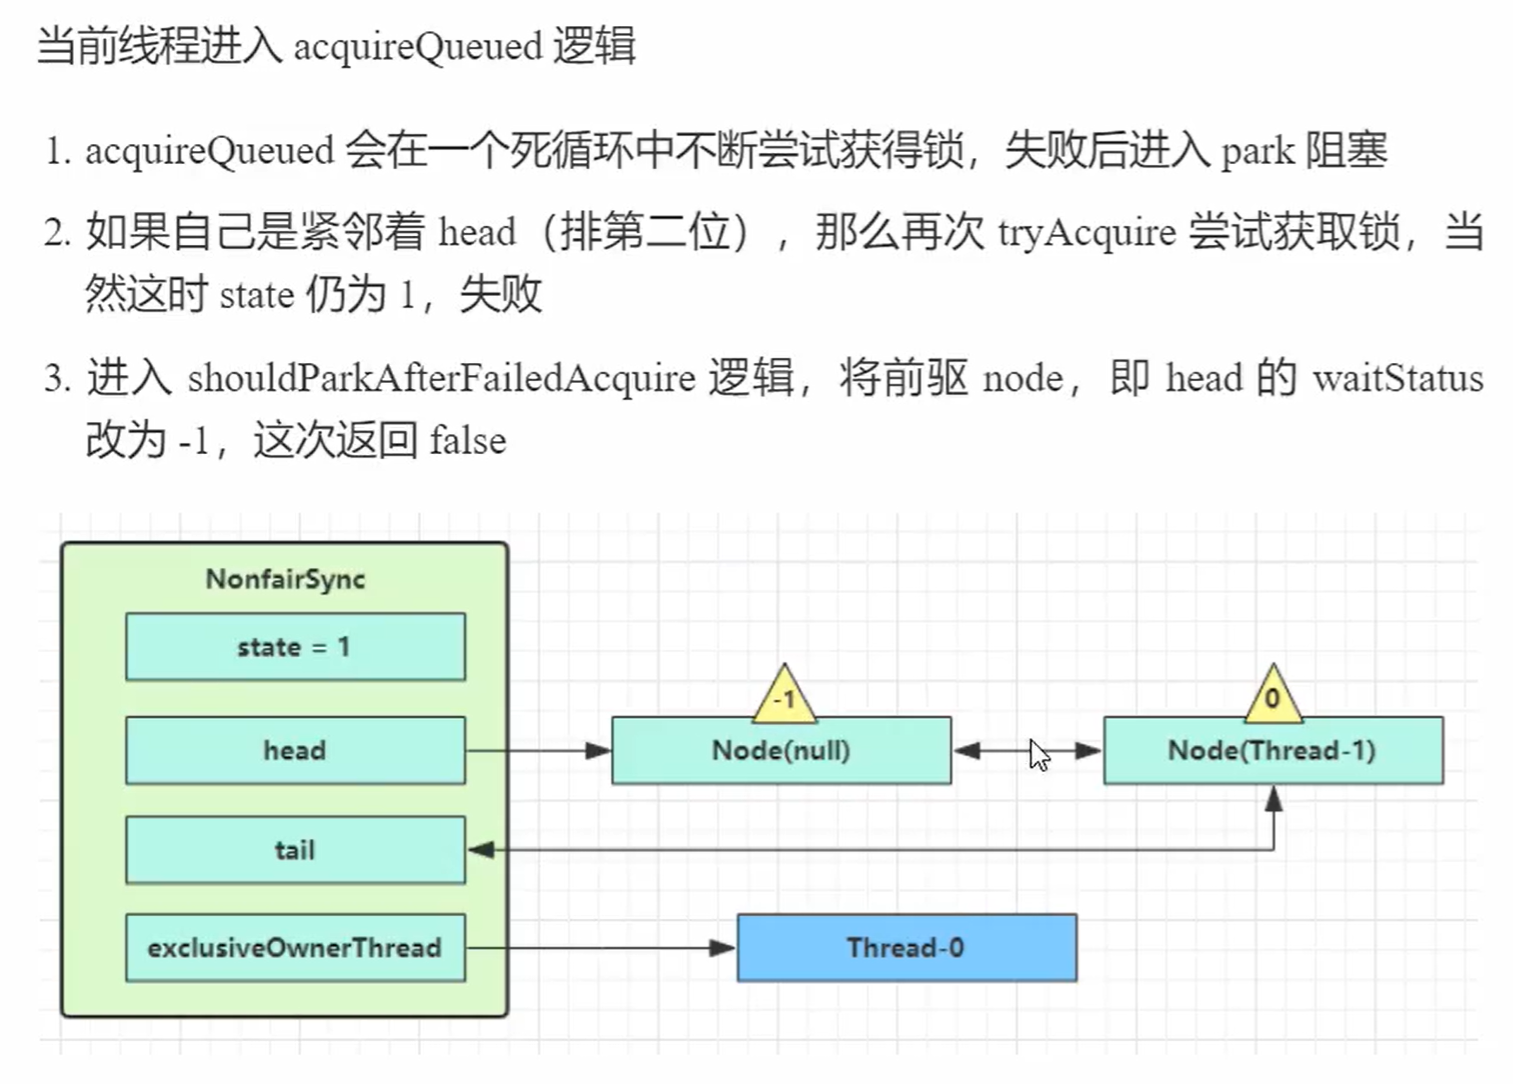 当前线程进入 acquireQueued 逻辑
1. acquireQueued 会在一个死循环中不断尝试获得锁，失败后进入 park 阻塞
2. 如果自己是紧邻着 head（排第二位），那么再次 tryAcquire 尝试获取锁，当
然这时 state 仍为 1，失败
3. 进入 shouldParkAfterFailedAcquire 逻辑，将前驱 node，即 head 的 waitStatus
改为 -1，这次返回 false
NonfairSync
state = 1
-1
0
head
Node(null)
Node(Thread-1)
tail
exclusiveOwnerThread
Thread-0